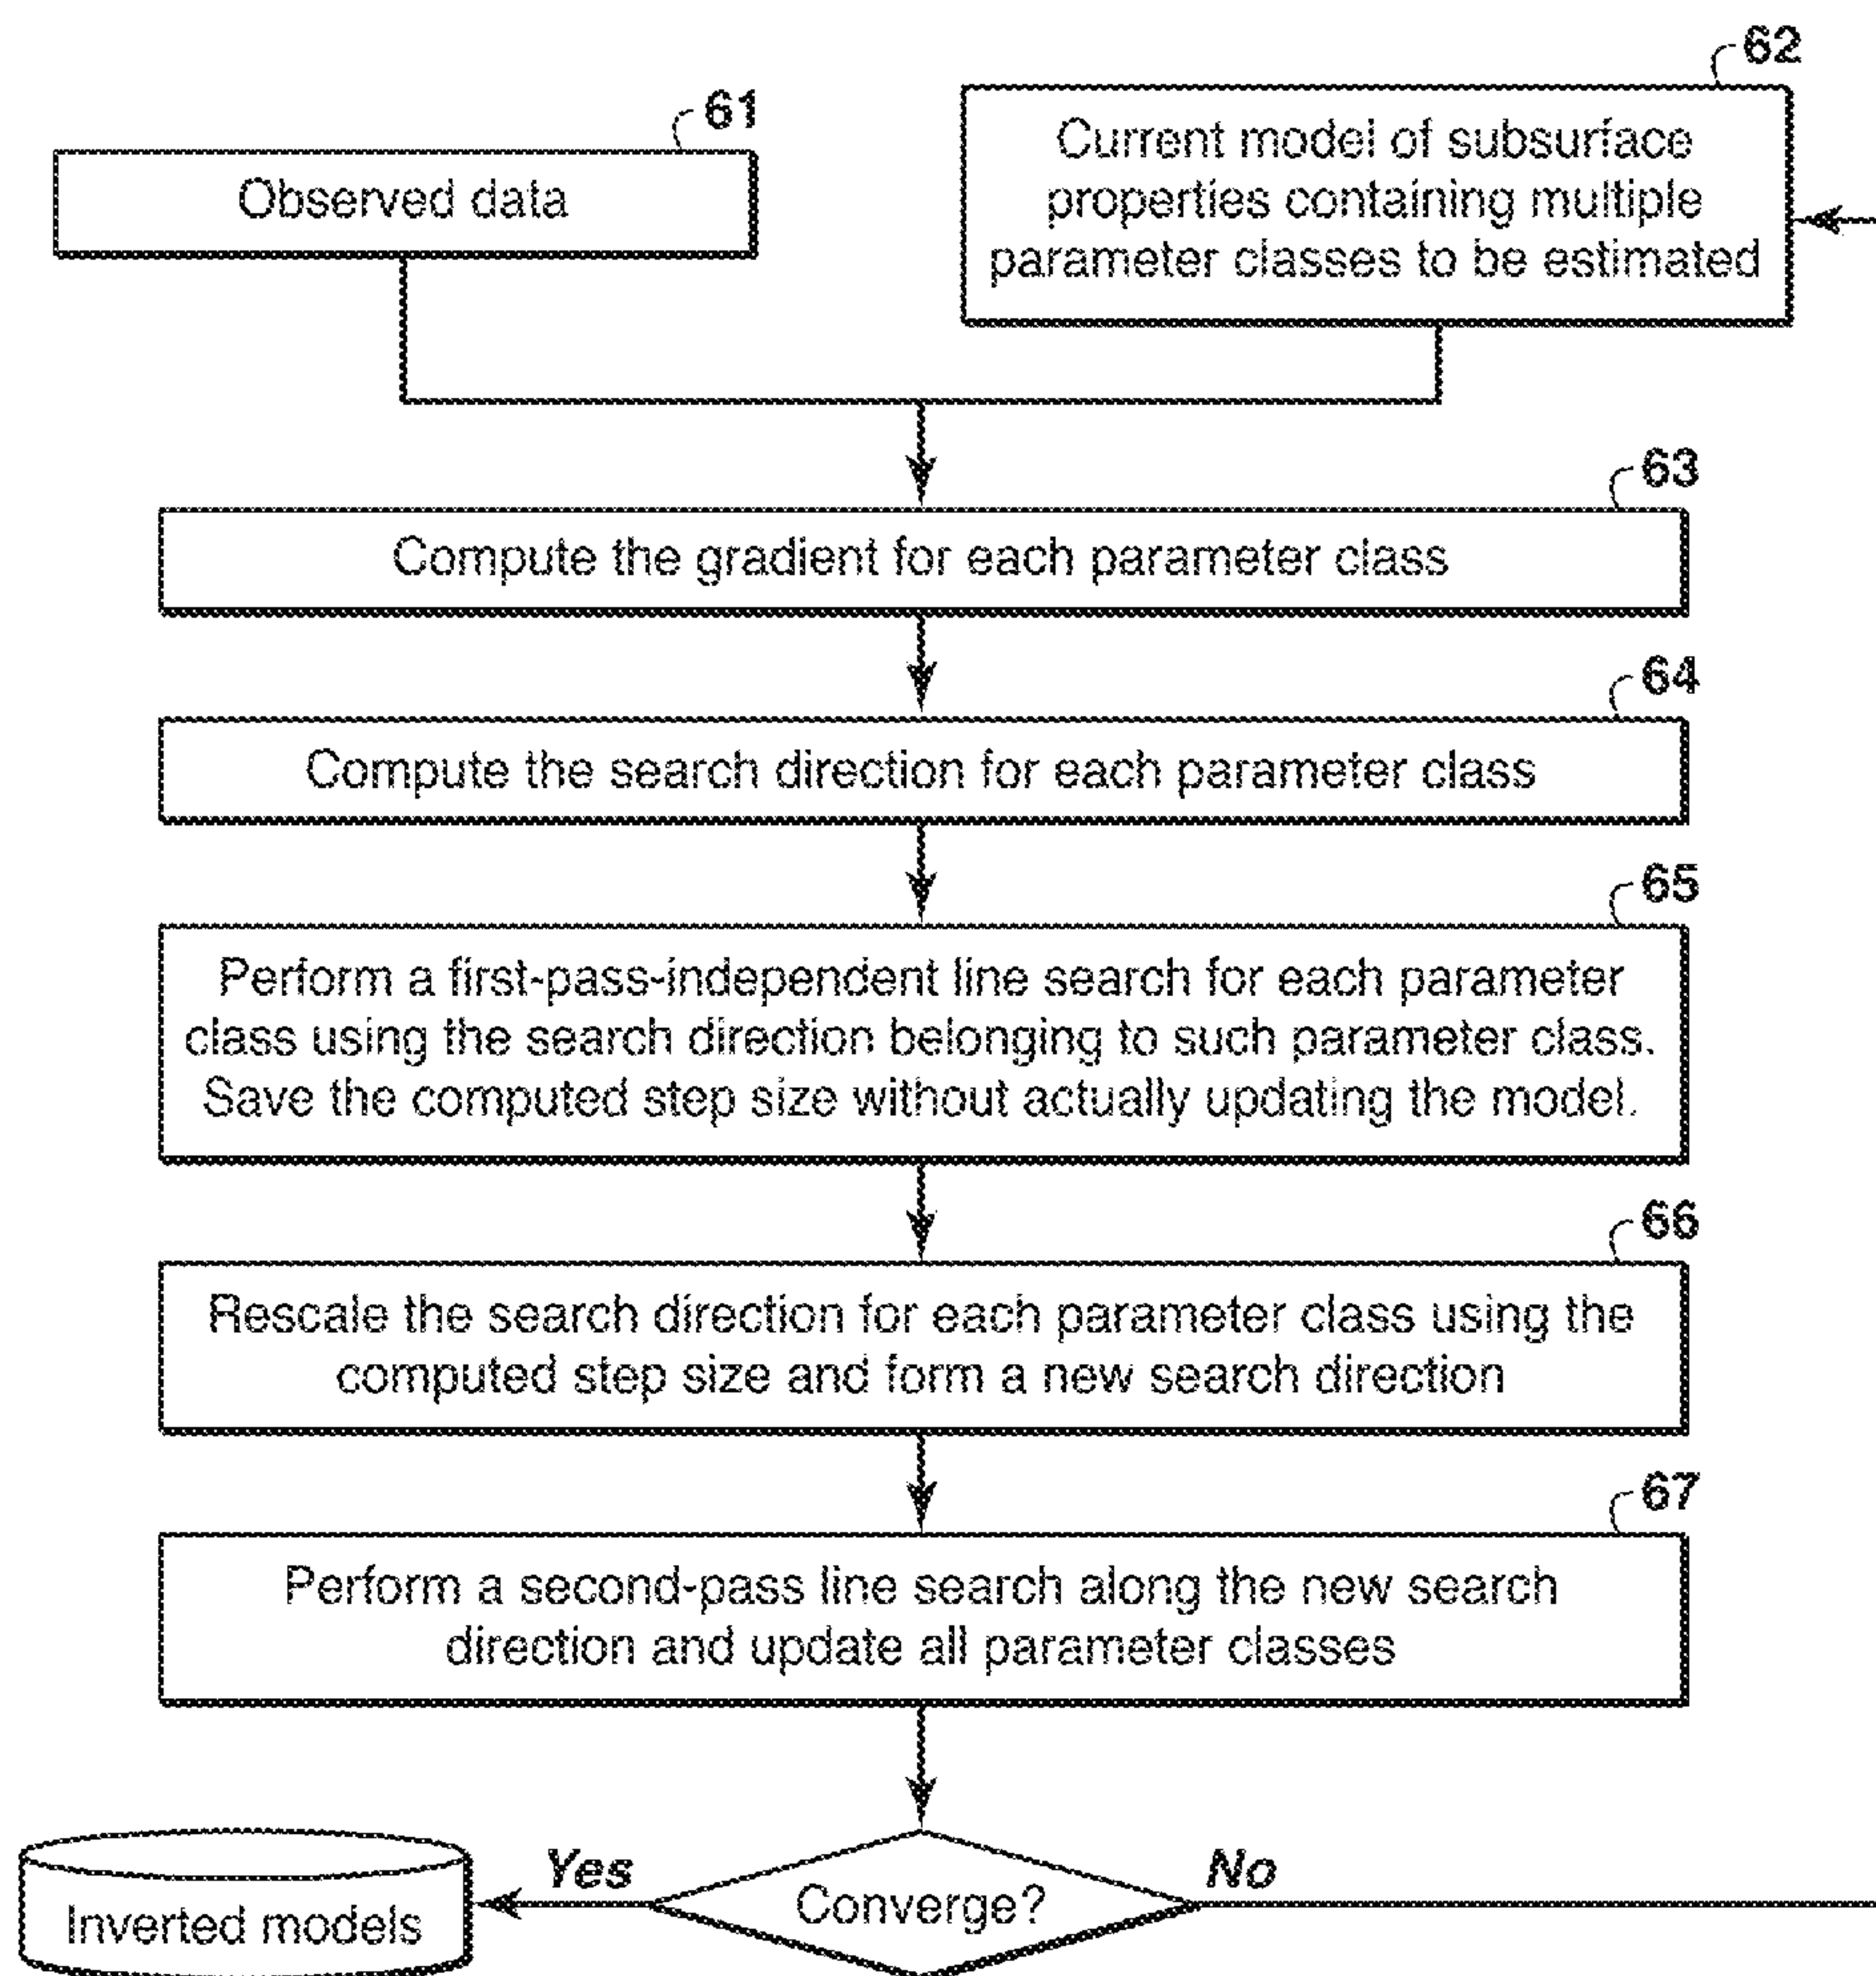 61
Observed data
62
Current model of subsurface
properties containing multiple
parameter classes to be estimated
63
Compute the gradient for each parameter class
64
Compute the search direction for each parameter class
65
Perform a first-pass-independent line search for each parameter
class using the search direction belonging to such parameter class.
Save the computed step size without actually updating the model.
66
Rescale the search direction for each parameter class using the
computed step size and form a new search direction
67
Perform a second-pass line search along the new search
direction and update all parameter classes
Yes
Converge?
No
Inverted models